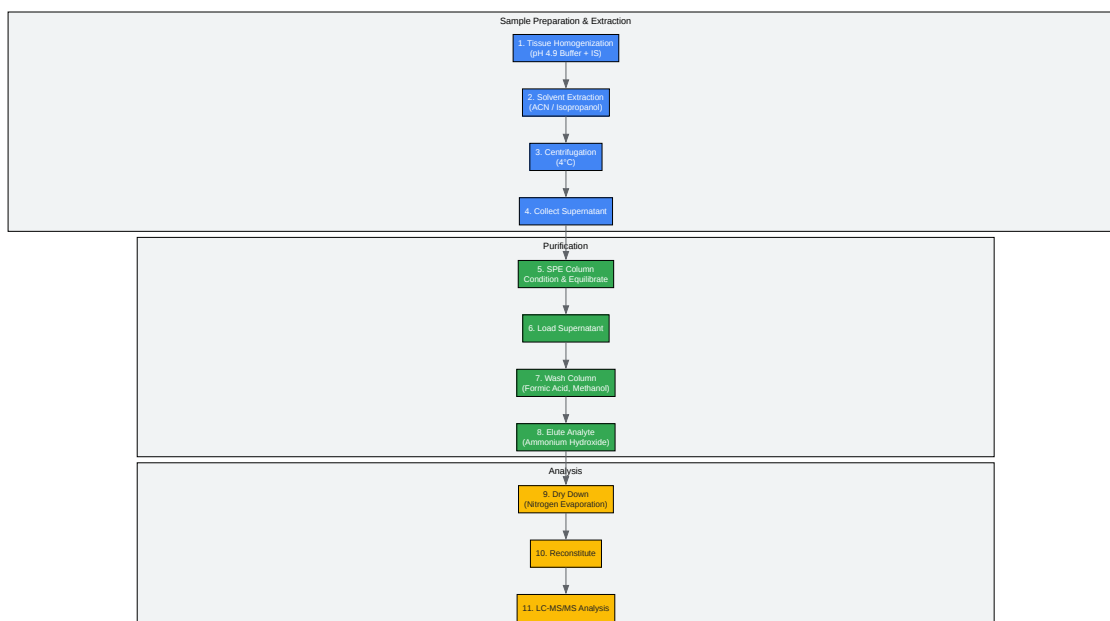 Sample Preparation & Extraction
1. Tissue Homogenization
(pH 4.9 Buffer + IS)
2. Solvent Extraction
(ACN / Isopropanol)
3. Centrifugation
(4°C)
4. Collect Supernatant
Purification
5. SPE Column
Condition & Equilibrate
6. Load Supernatant
7. Wash Column
(Formic Acid, Methanol)
8. Elute Analyte
(Ammonium Hydroxide)
Analysis
9. Dry Down
(Nitrogen Evaporation)
10. Reconstitute
11. LC-MS/MS Analysis